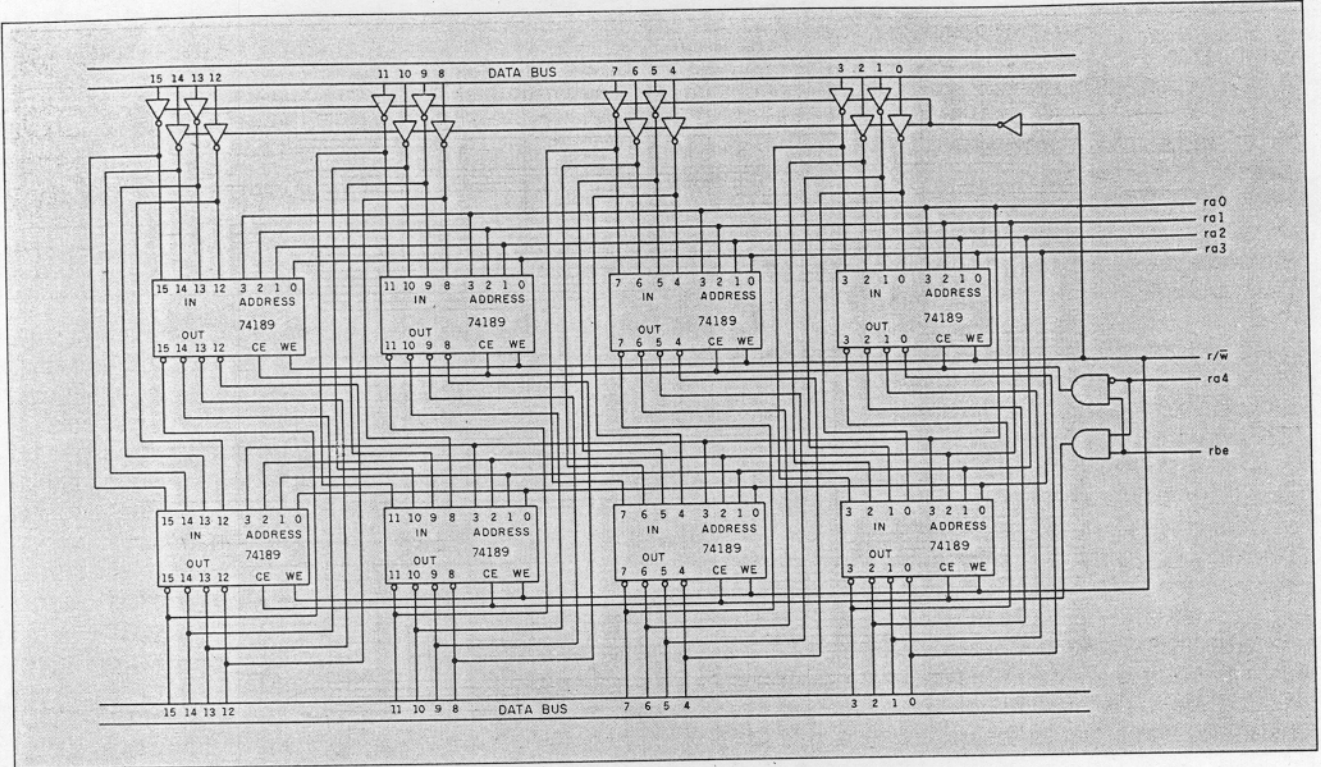 15 14 13 12 11 10 9 8 DATA BUS 7 6 5 4 3 2 1 0
ra0
ra1
ra2
ra3
15 14 13 12 3 2 1 0
IN ADDRESS
74189
OUT
15 14 13 12 CE WE
11 10 9 8 3 2 1 0
IN ADDRESS
74189
OUT
11 10 9 8 CE WE
7 6 5 4 3 2 1 0
IN ADDRESS
74189
OUT
7 6 5 4 CE WE
3 2 1 0 3 2 1 0
IN ADDRESS
74189
OUT
3 2 1 0 CE WE
r/w̅
ra4
rbe
15 14 13 12 3 2 1 0
IN ADDRESS
74189
OUT
15 14 13 12 CE WE
11 10 9 8 3 2 1 0
IN ADDRESS
74189
OUT
11 10 9 8 CE WE
7 6 5 4 3 2 1 0
IN ADDRESS
74189
OUT
7 6 5 4 CE WE
3 2 1 0 3 2 1 0
IN ADDRESS
74189
OUT
3 2 1 0 CE WE
15 14 13 12 11 10 9 8 DATA BUS 7 6 5 4 3 2 1 0